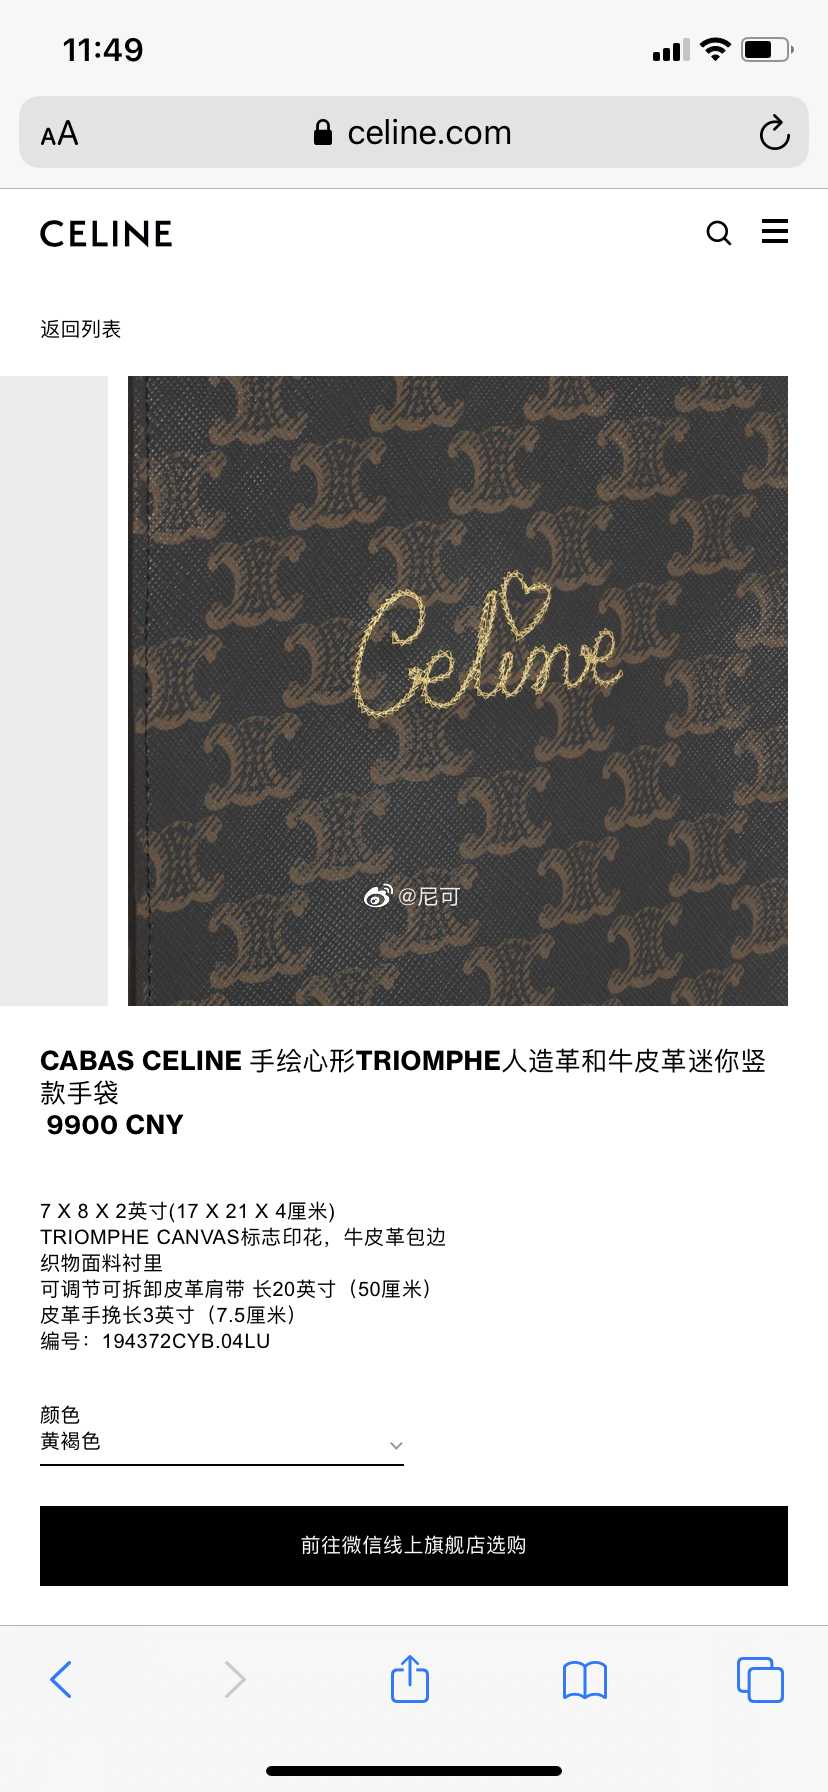 11:49
AA celine.com
CELINE
返回列表
Celine
@尼可
CABAS CELINE 手绘心形TRIOMPHE人造革和牛皮革迷你竖
款手袋
9900 CNY
7 X 8 X 2英寸(17 X 21 X 4厘米)
TRIOMPHE CANVAS标志印花，牛皮革包边
织物面料衬里
可调节可拆卸皮革肩带 长20英寸（50厘米）
皮革手挽长3英寸（7.5厘米）
编号：194372CYB.04LU
颜色
黄褐色
前往微信线上旗舰店选购